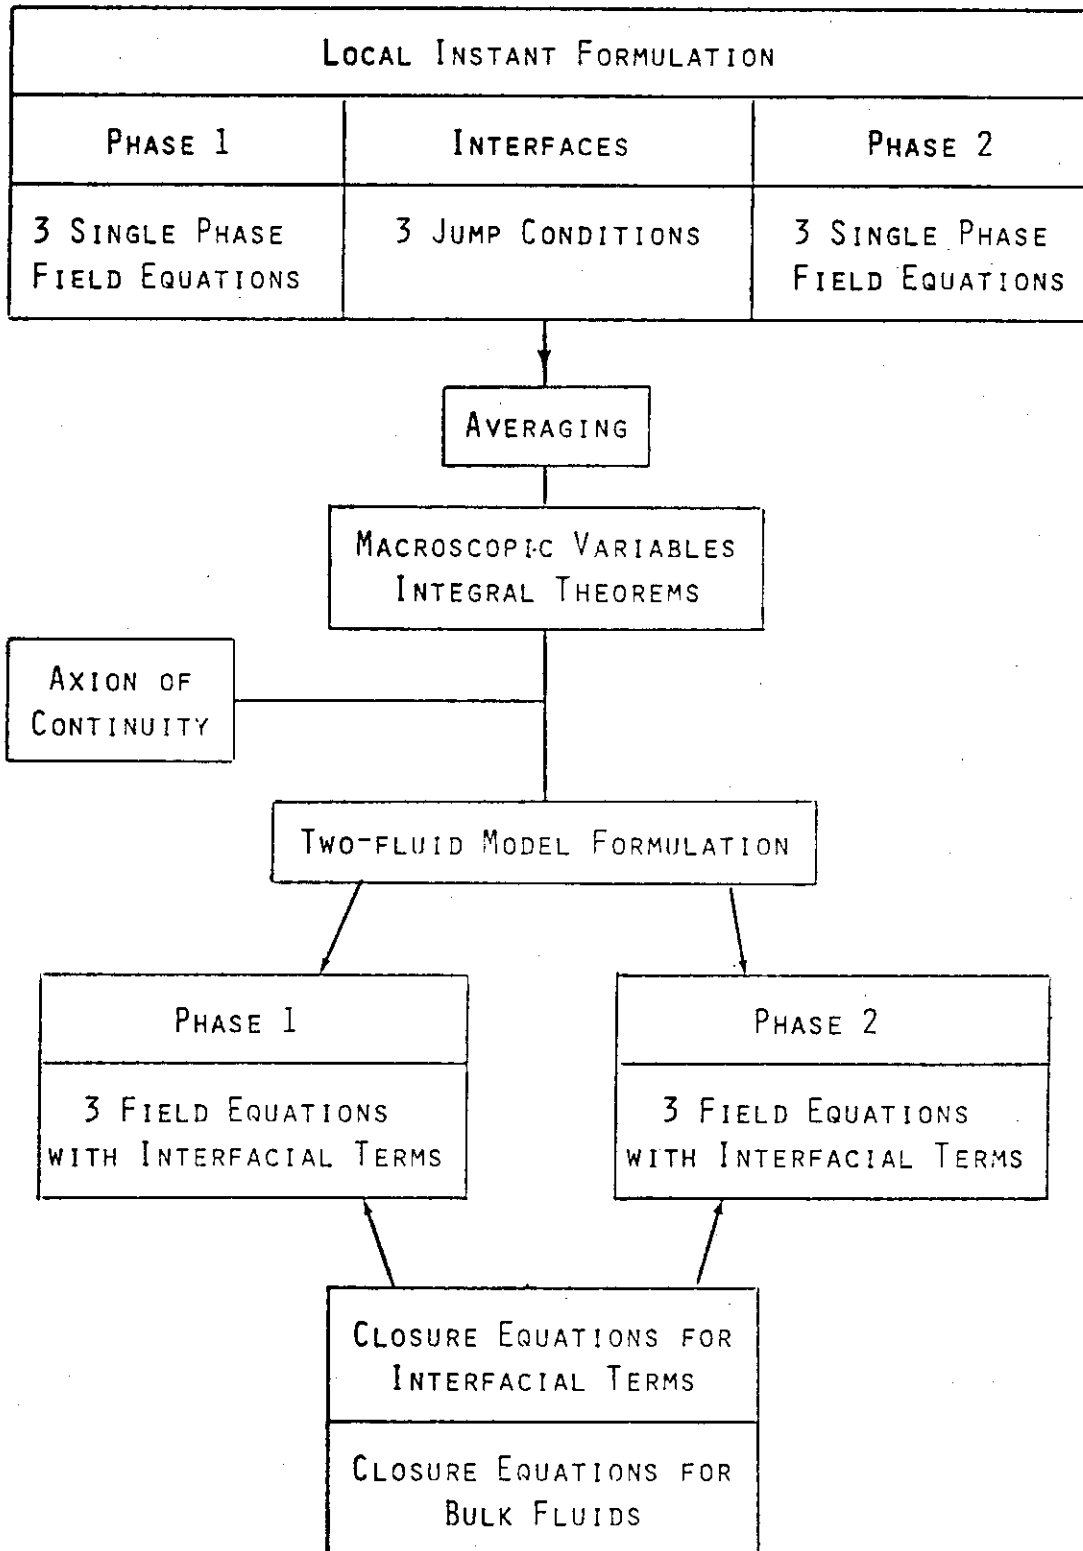 LOCAL INSTANT FORMULATION
PHASE 1
INTERFACES
PHASE 2
3 SINGLE PHASE
FIELD EQUATIONS
3 JUMP CONDITIONS
3 SINGLE PHASE
FIELD EQUATIONS
AVERAGING
MACROSCOPIC VARIABLES
INTEGRAL THEOREMS
AXION OF
CONTINUITY
TWO-FLUID MODEL FORMULATION
PHASE 1
3 FIELD EQUATIONS
WITH INTERFACIAL TERMS
PHASE 2
3 FIELD EQUATIONS
WITH INTERFACIAL TERMS
CLOSURE EQUATIONS FOR
INTERFACIAL TERMS
CLOSURE EQUATIONS FOR
BULK FLUIDS